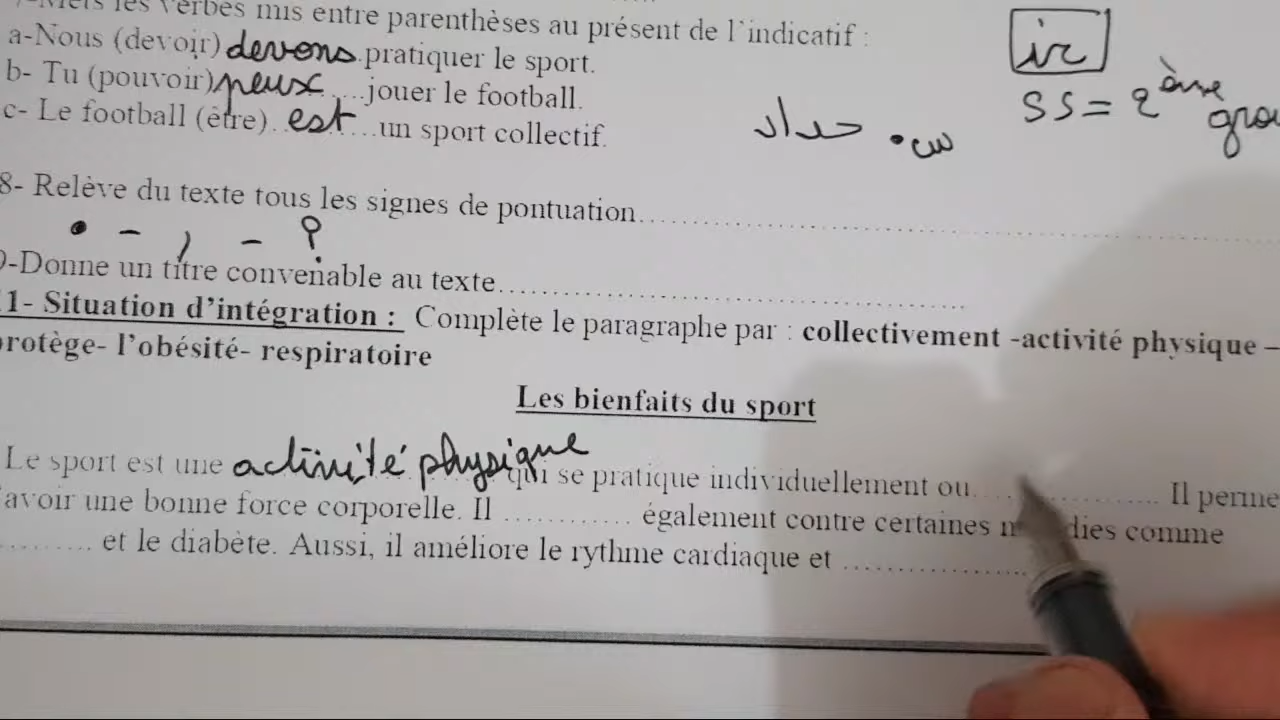 les verbes mis entre parenthèses au présent de l'indicatif :
a-Nous (devoir) devons pratiquer le sport.
b- Tu (pouvoir) peux.....jouer le football.
c- Le football (être)..est...un sport collectif.
ir
SS = 2ème
حداد
8- Relève du texte tous les signes de pontuation......................
. - , - ?
-Donne un titre convenable au texte......................
1- Situation d'intégration : Complète le paragraphe par : collectivement -activité physique –
protège- l'obésité- respiratoire
Les bienfaits du sport
Le sport est une activité physique qui se pratique individuellement ou.................. Il perme
avoir une bonne force corporelle. Il ............ également contre certaines comme
......... et le diabète. Aussi, il améliore le rythme cardiaque et ..................